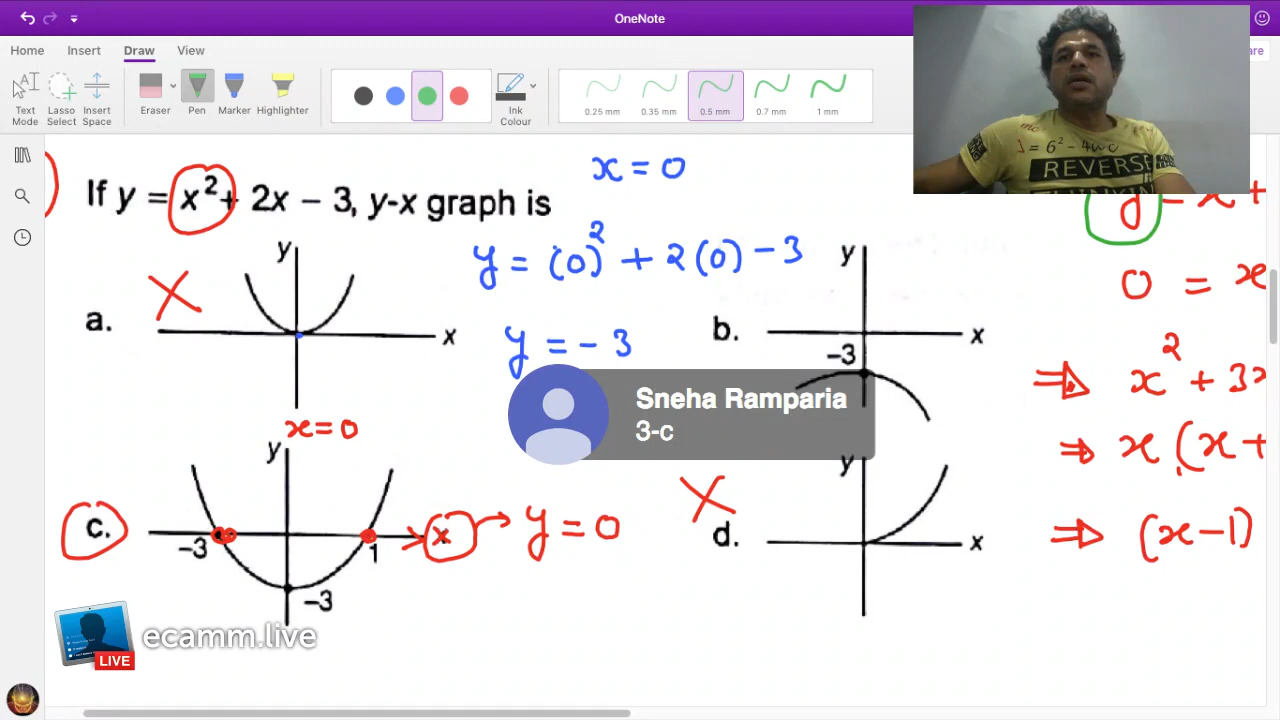 OneNote
Home Insert Draw View
Text Mode
Lasso Select
Insert Space
Eraser
Pen
Marker
Highlighter
Ink Colour
0.25 mm
0.35 mm
0.5 mm
0.7 mm
1 mm
= 6² - 4
REVERSE
If y = x² + 2x – 3, y-x graph is
x = 0
y = (0)² + 2(0) - 3
y = - 3
a.
y
x
b.
y
x
–3
Sneha Ramparia
3-c
x = 0
c.
y
x
–3
1
–3
y = 0
d.
y
x
y = x +
0 = x
⇒ x² + 3x
⇒ x (x +
⇒ (x - 1)
ecamm.live
LIVE